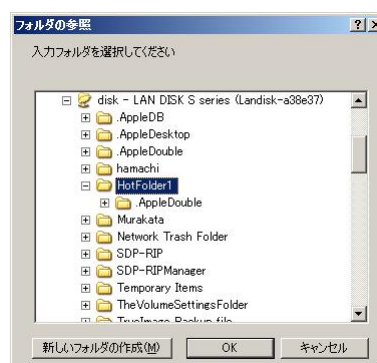 フォルダの参照
入力フォルダを選択してください
disk - LAN DISK S series (Landisk-a38e37)
.AppleDB
.AppleDesktop
.AppleDouble
hamachi
HotFolder1
.AppleDouble
Murakata
Network Trash Folder
SDP-RIP
SDP-RIPManager
Temporary Items
TheVolumeSettingsFolder
TrueImage Backup file
新しいフォルダの作成(M)
OK
キャンセル